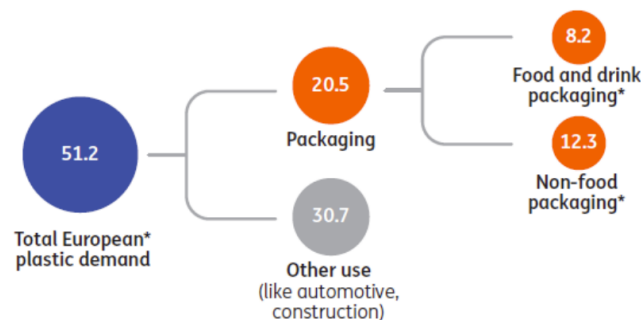 51.2
Total European*
plastic demand
20.5
Packaging
30.7
Other use
(like automotive,
construction)
8.2
Food and drink
packaging*
12.3
Non-food
packaging*